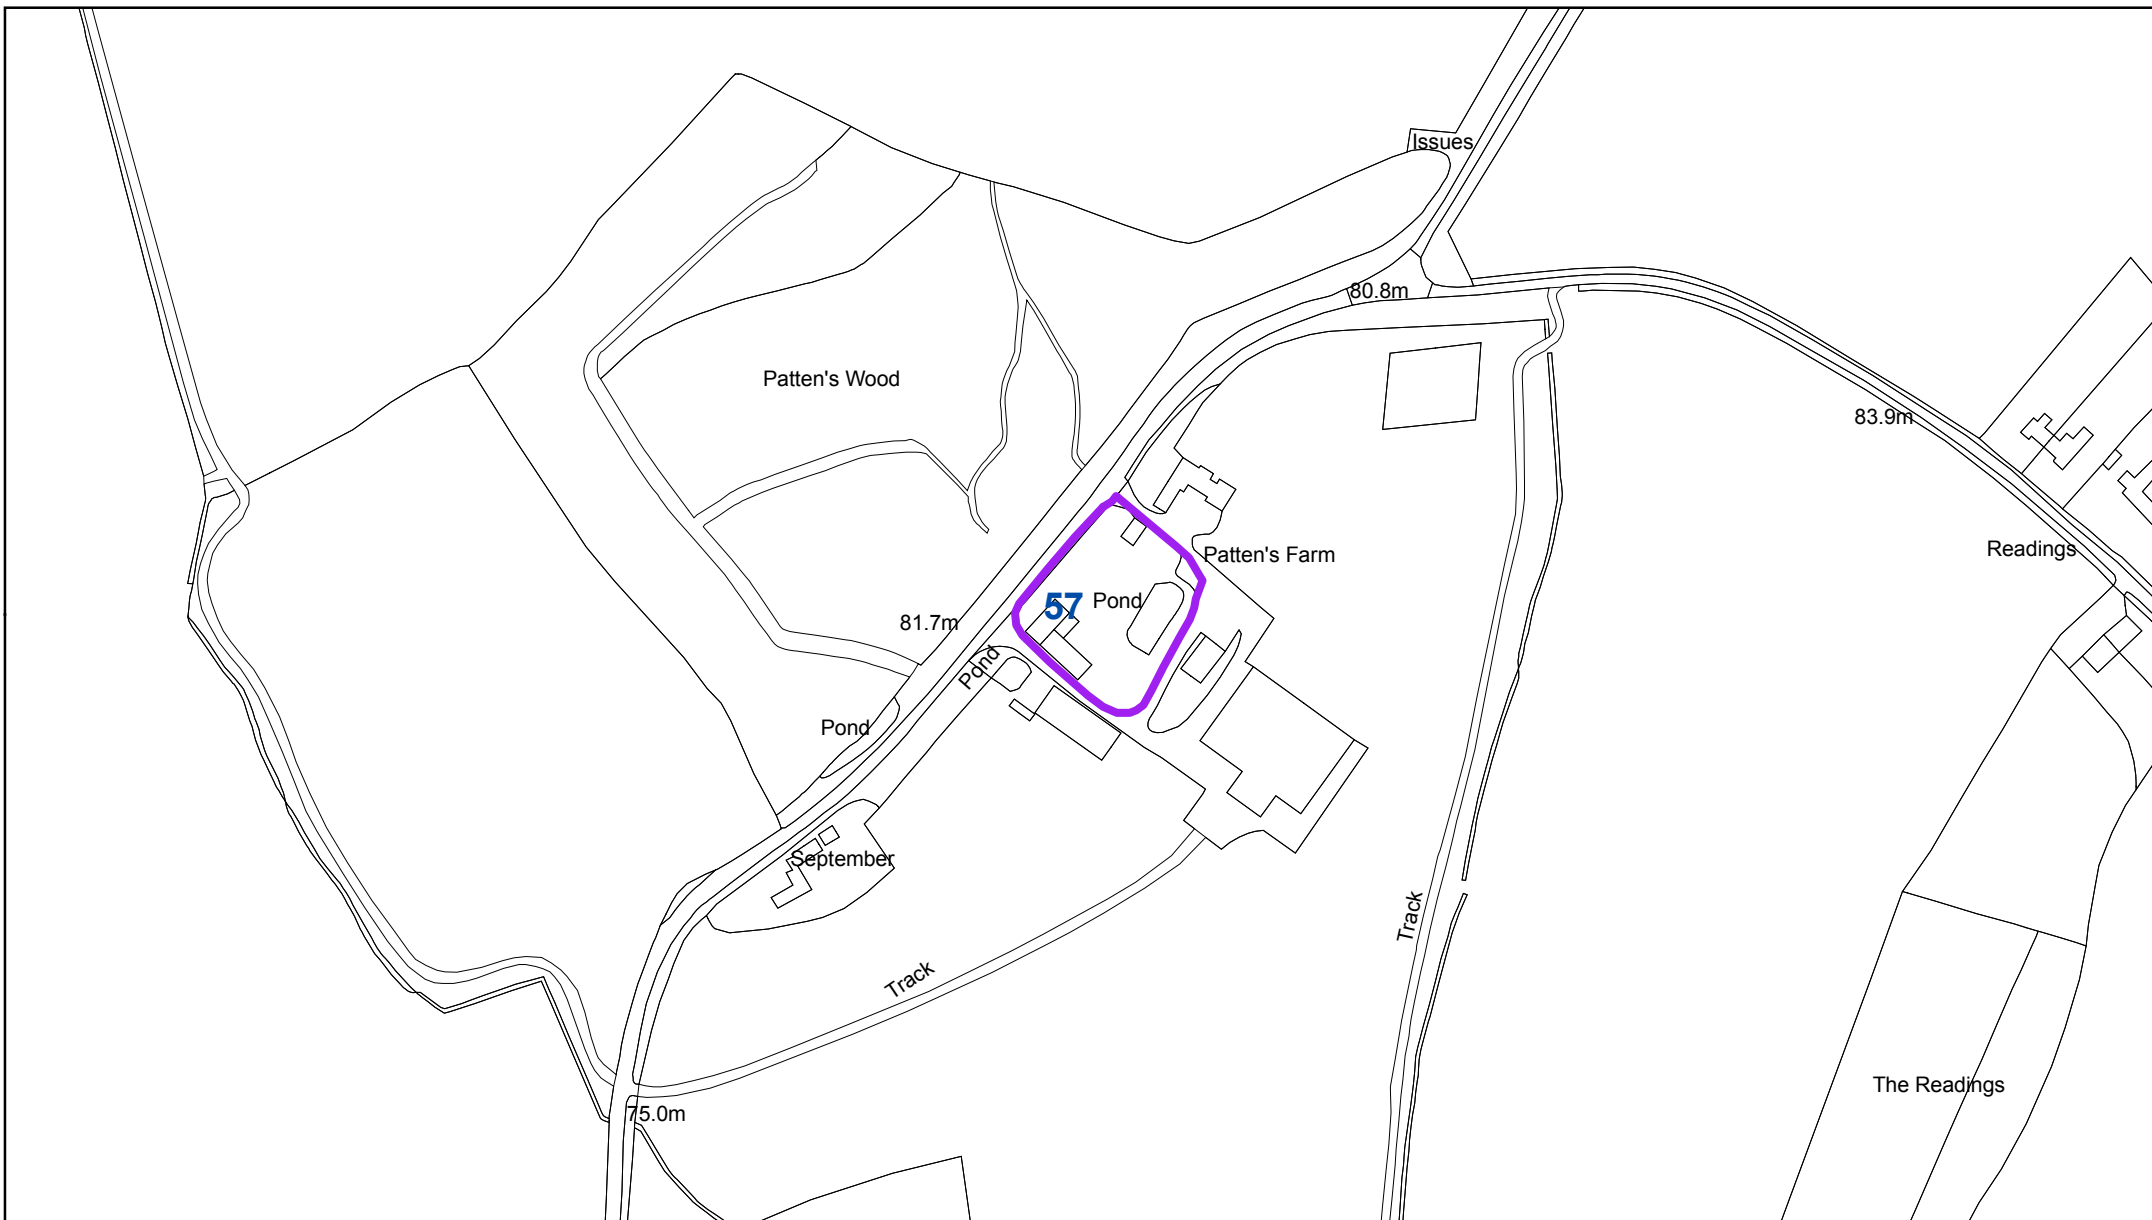 Issues
80.8m
Patten's Wood
83.9m
Patten's Farm
Readings
57
Pond
81.7m
Pond
Pond
September
Track
Track
The Readings
75.0m